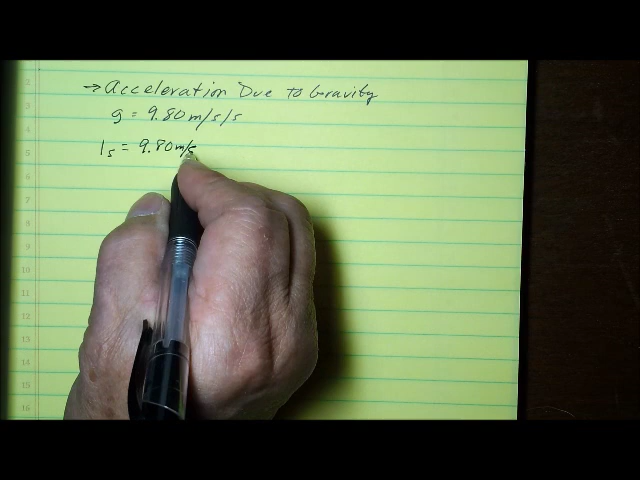 → Acceleration Due To Gravity
g = 9.80 m/s/s
1s = 9.80 m/s